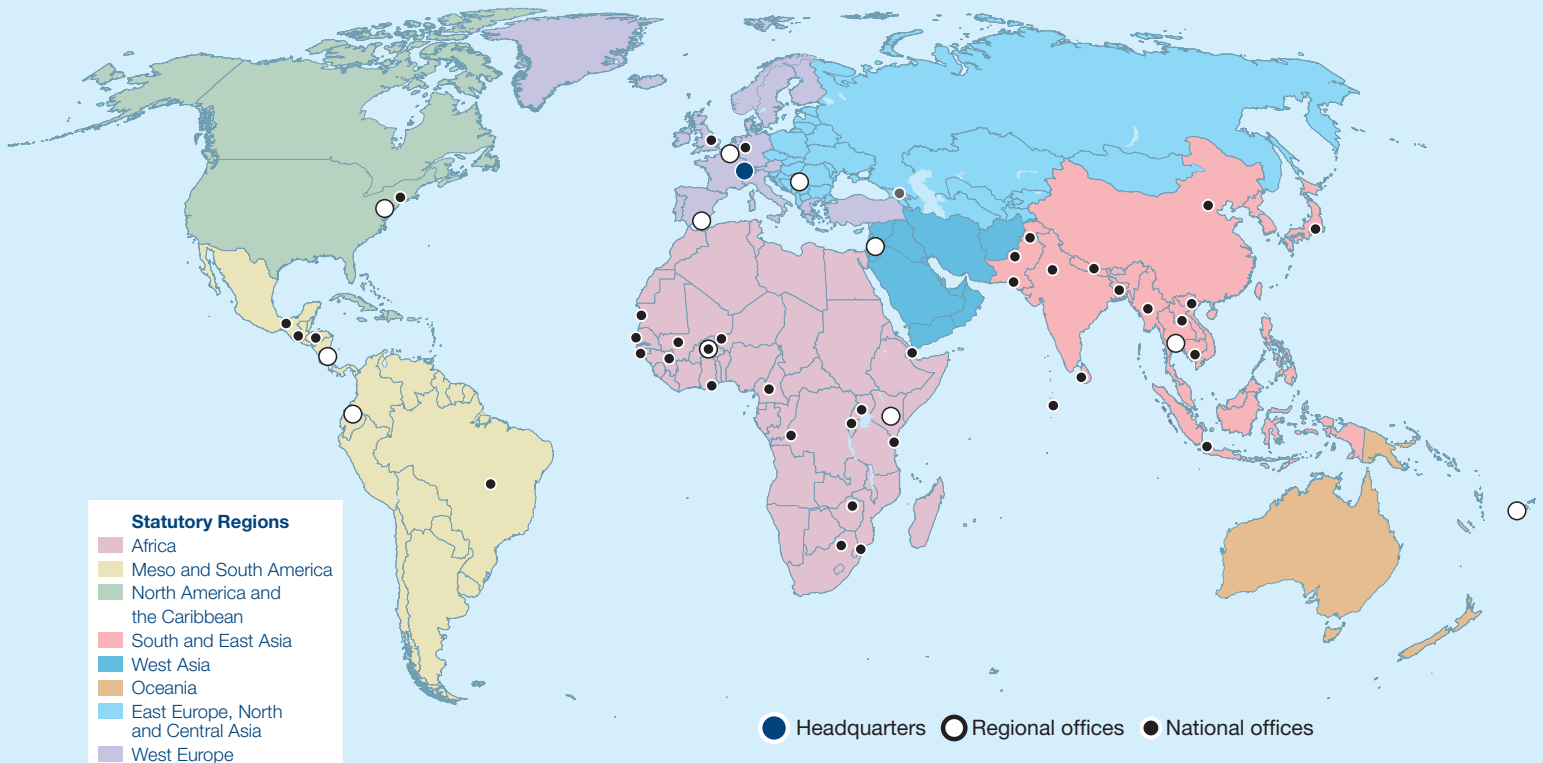 Statutory Regions
Africa
Meso and South America
North America and
the Caribbean
South and East Asia
West Asia
Oceania
East Europe, North
and Central Asia
West Europe
Headquarters
Regional offices
National offices